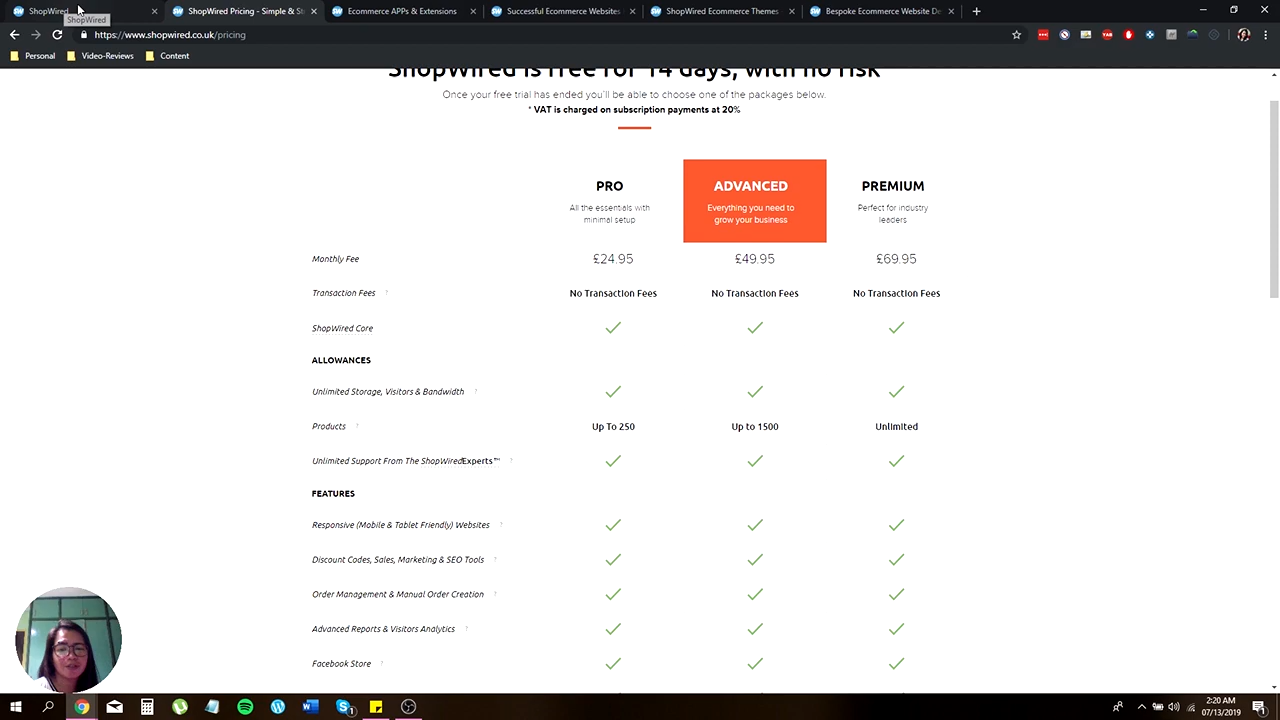 ShopWired
ShopWired Pricing - Simple & St
Ecommerce APPs & Extensions
Successful Ecommerce Websites
ShopWired Ecommerce Themes
Bespoke Ecommerce Website De
ShopWired
https://www.shopwired.co.uk/pricing
Personal
Video-Reviews
Content
ShopWired is free for 14 days, with no risk
Once your free trial has ended you'll be able to choose one of the packages below.
* VAT is charged on subscription payments at 20%
PRO
ADVANCED
PREMIUM
All the essentials with
minimal setup
Everything you need to
grow your business
Perfect for industry
leaders
Monthly Fee
£24.95
£49.95
£69.95
Transaction Fees ?
No Transaction Fees
No Transaction Fees
No Transaction Fees
ShopWired Core
ALLOWANCES
Unlimited Storage, Visitors & Bandwidth ?
Products ?
Up To 250
Up to 1500
Unlimited
Unlimited Support From The ShopWiredExperts™ ?
FEATURES
Responsive (Mobile & Tablet Friendly) Websites ?
Discount Codes, Sales, Marketing & SEO Tools ?
Order Management & Manual Order Creation ?
Advanced Reports & Visitors Analytics ?
Facebook Store ?
2:20 AM
07/13/2019